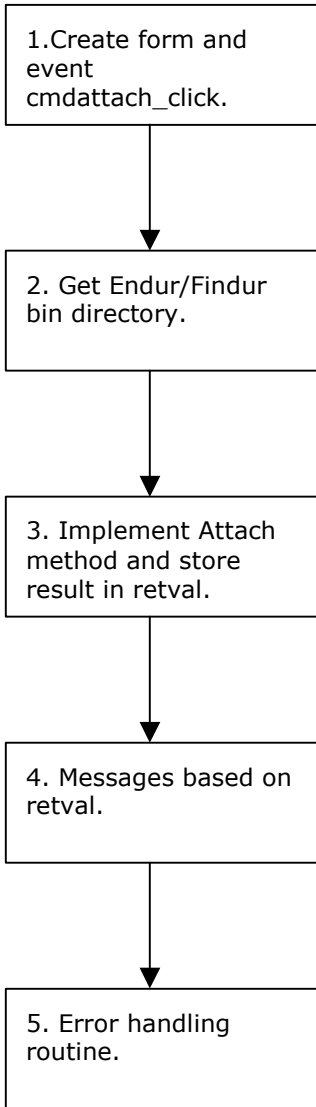 1.Create form and
event
cmdattach_click.
2. Get Endur/Findur
bin directory.
3. Implement Attach
method and store
result in retval.
4. Messages based on
retval.
5. Error handling
routine.